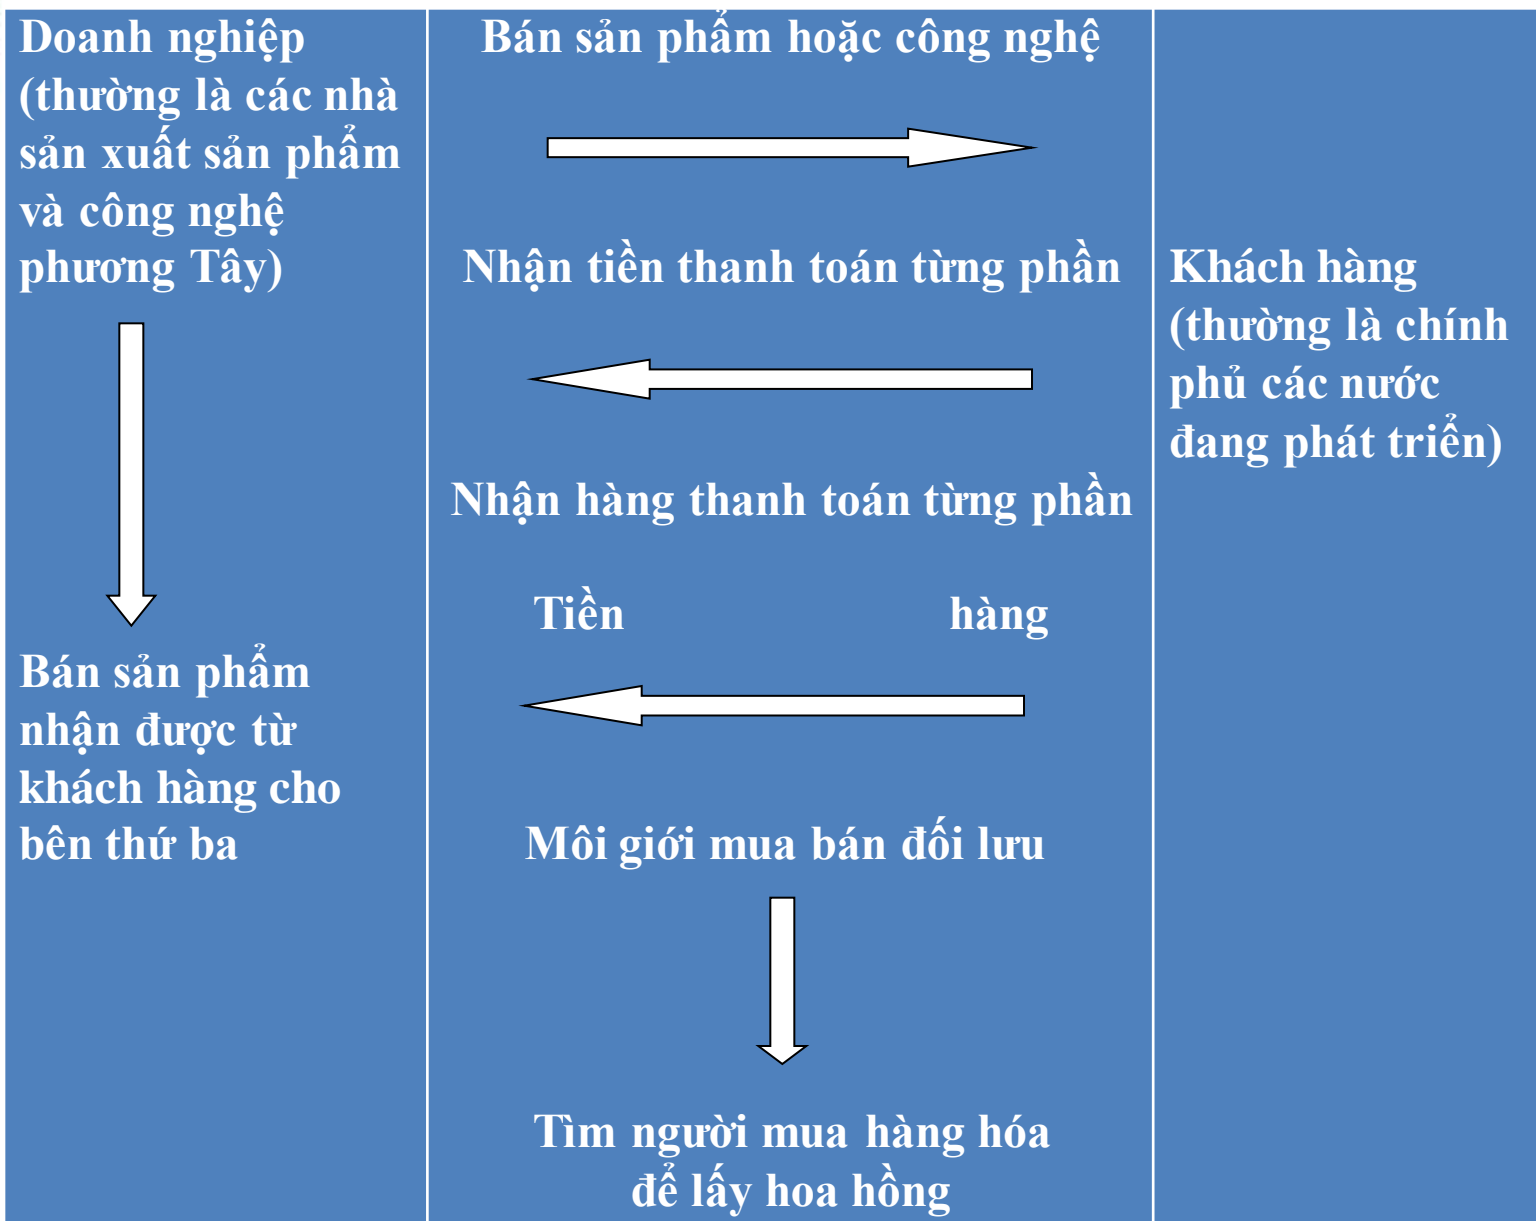 Doanh nghiệp
(thường là các nhà
sản xuất sản phẩm
và công nghệ
phương Tây)
Bán sản phẩm
nhận được từ
khách hàng cho
bên thứ ba
Bán sản phẩm hoặc công nghệ
Nhận tiền thanh toán từng phần
Nhận hàng thanh toán từng phần
Tiền hàng
Môi giới mua bán đối lưu
Tìm người mua hàng hóa
để lấy hoa hồng
Khách hàng
(thường là chính
phủ các nước
đang phát triển)